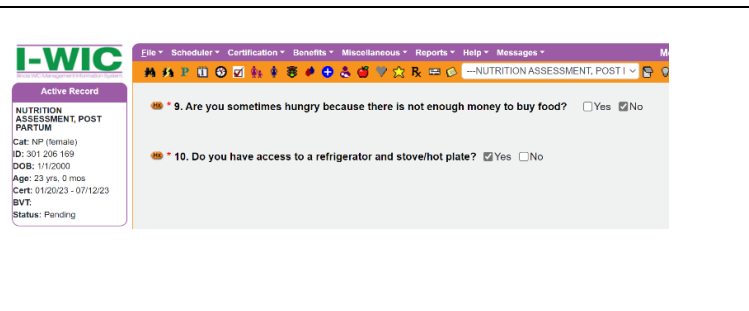 I-WIC
Illinois WIC Management Information System
File Scheduler Certification Benefits Miscellaneous Reports Help Messages
---NUTRITION ASSESSMENT, POST
Active Record
NUTRITION
ASSESSMENT, POST
PARTUM
Cat: NP (female)
ID: 301 206 169
DOB: 1/1/2000
Age: 23 yrs, 0 mos
Cert: 01/20/23 - 07/12/23
BVT:
Status: Pending
* 9. Are you sometimes hungry because there is not enough money to buy food? Yes No
* 10. Do you have access to a refrigerator and stove/hot plate? Yes No